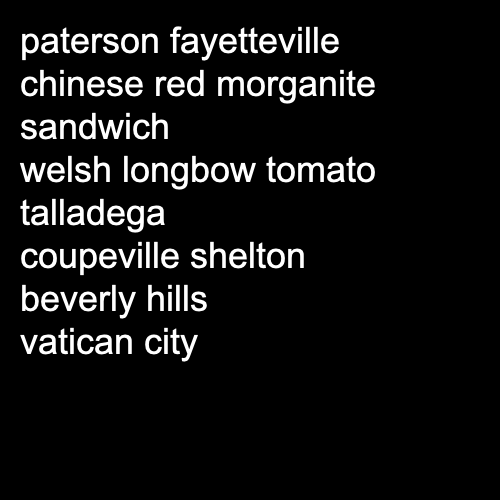 paterson fayetteville
chinese red morganite
sandwich
welsh longbow tomato
talladega
coupeville shelton
beverly hills
vatican city